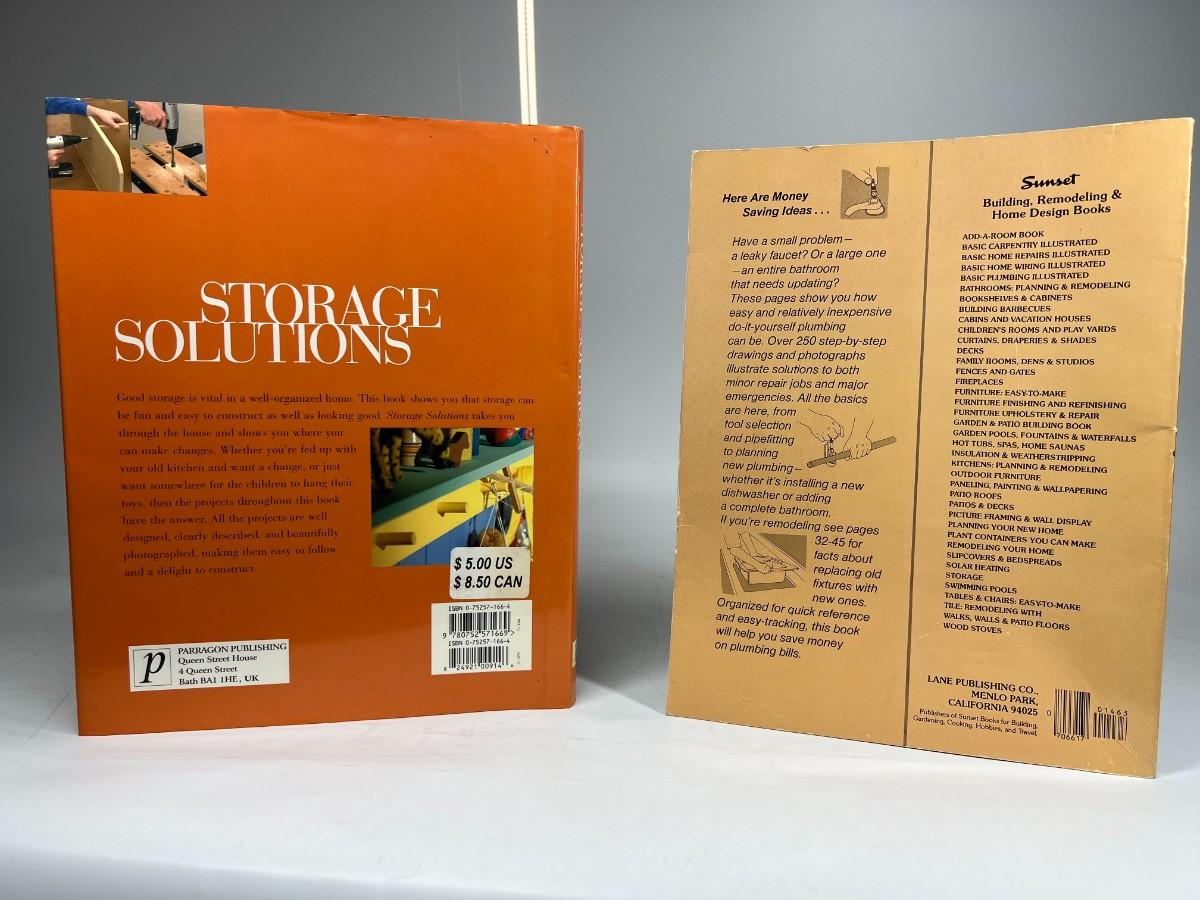 STORAGE
SOLUTIONS
Good storage is vital in a well-organized home. This book shows you that storage can
be fun and easy to construct as well as looking good. Storage Solutions takes you
through the house and shows you where you
can make changes. Whether you're fed up with
your old kitchen and want a change, or just
want somewhere for the children to hang their
toys, then the projects throughout this book
have the answer. All the projects are well
designed, clearly described, and beautifully
photographed, making them easy to follow
and a delight to construct.
$ 5.00 US
$ 8.50 CAN
ISBN 0-75257-166-4
9 780752 571669 >
ISBN 0-75257-166-4
8 24921 00914 6
P
PARRAGON PUBLISHING
Queen Street House
4 Queen Street
Bath BA1 1HE, UK
Here Are Money
Saving Ideas . . .
Have a small problem—
a leaky faucet? Or a large one
—an entire bathroom
that needs updating?
These pages show you how
easy and relatively inexpensive
do-it-yourself plumbing
can be. Over 250 step-by-step
drawings and photographs
illustrate solutions to both
minor repair jobs and major
emergencies. All the basics
are here, from
tool selection
and pipefitting
to planning
new plumbing—
whether it's installing a new
dishwasher or adding
a complete bathroom.
If you're remodeling see pages
32-45 for
facts about
replacing old
fixtures with
new ones.
Organized for quick reference
and easy-tracking, this book
will help you save money
on plumbing bills.
Sunset
Building, Remodeling &
Home Design Books
ADD-A-ROOM BOOK
BASIC CARPENTRY ILLUSTRATED
BASIC HOME REPAIRS ILLUSTRATED
BASIC HOME WIRING ILLUSTRATED
BASIC PLUMBING ILLUSTRATED
BATHROOMS: PLANNING & REMODELING
BOOKSHELVES & CABINETS
BUILDING BARBECUES
CABINS AND VACATION HOUSES
CHILDREN'S ROOMS AND PLAY YARDS
CURTAINS, DRAPERIES & SHADES
DECKS
FAMILY ROOMS, DENS & STUDIOS
FENCES AND GATES
FIREPLACES
FURNITURE: EASY-TO-MAKE
FURNITURE FINISHING AND REFINISHING
FURNITURE UPHOLSTERY & REPAIR
GARDEN & PATIO BUILDING BOOK
GARDEN POOLS, FOUNTAINS & WATERFALLS
HOT TUBS, SPAS, HOME SAUNAS
INSULATION & WEATHERSTRIPPING
KITCHENS: PLANNING & REMODELING
OUTDOOR FURNITURE
PANELING, PAINTING & WALLPAPERING
PATIO ROOFS
PATIOS & DECKS
PICTURE FRAMING & WALL DISPLAY
PLANNING YOUR NEW HOME
PLANT CONTAINERS YOU CAN MAKE
REMODELING YOUR HOME
SLIPCOVERS & BEDSPREADS
SOLAR HEATING
STORAGE
SWIMMING POOLS
TABLES & CHAIRS: EASY-TO-MAKE
TILE: REMODELING WITH
WALKS, WALLS & PATIO FLOORS
WOOD STOVES
LANE PUBLISHING CO.,
MENLO PARK,
CALIFORNIA 94025
Publishers of Sunset Books for Building,
Gardening, Cooking, Hobbies, and Travel.
0 70661 01463